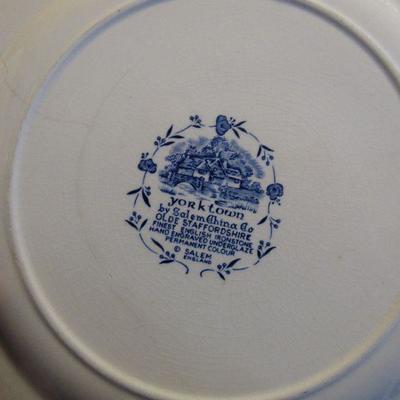 yorktown
by Salem China Co
OLDE STAFFORDSHIRE
FINEST ENGLISH IRONSTONE
HAND ENGRAVED UNDERGLAZE
PERMANENT COLOUR
© SALEM
ENGLAND